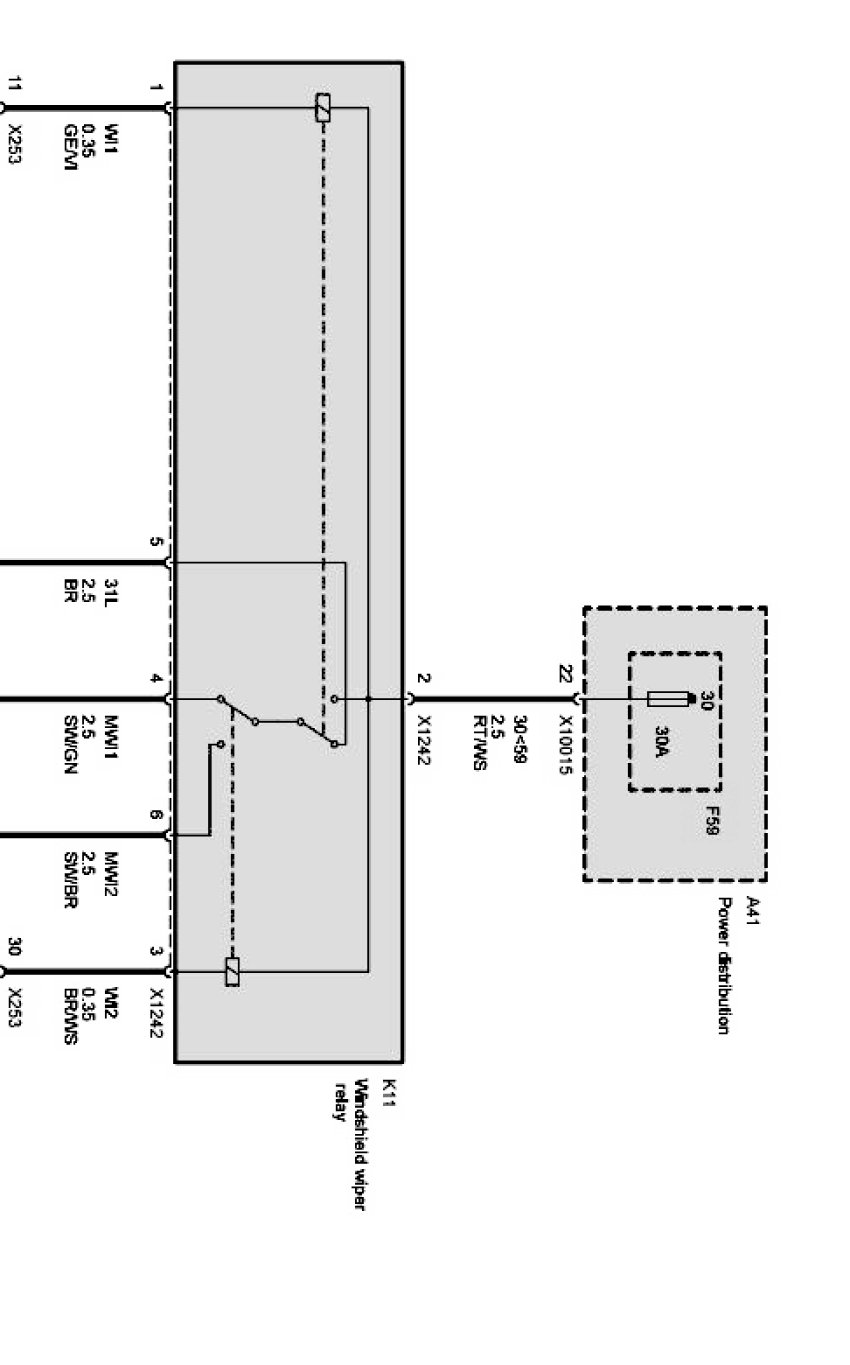 A41
Power distribution
F59
30
30A
22
X10015
30<59
2.5
RT/WS
2
X1242
K11
Windshield wiper
relay
1
5
4
6
3
X1242
WI1
0.35
GE/VI
31L
2.5
BR
MWI1
2.5
SW/GN
MWI2
2.5
SW/BR
WI2
0.35
BR/WS
11
X253
30
X253